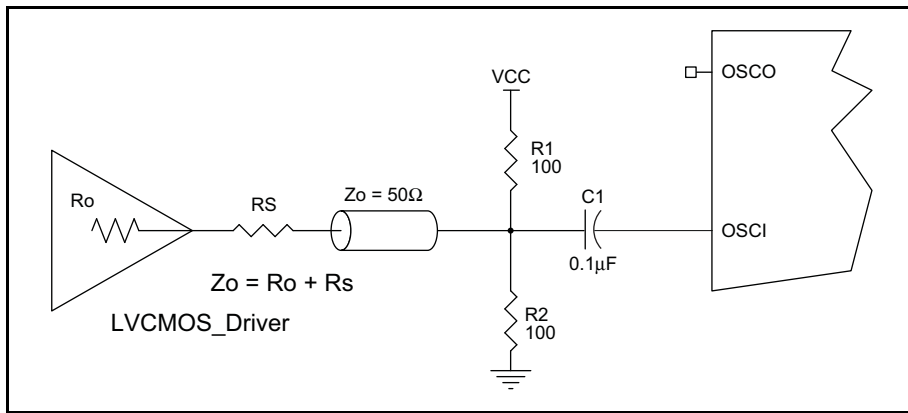 OSCO
VCC
R1
100
Ro
RS
Zo = 50Ω
C1
OSCI
0.1µF
Zo = Ro + Rs
R2
100
LVCMOS_Driver